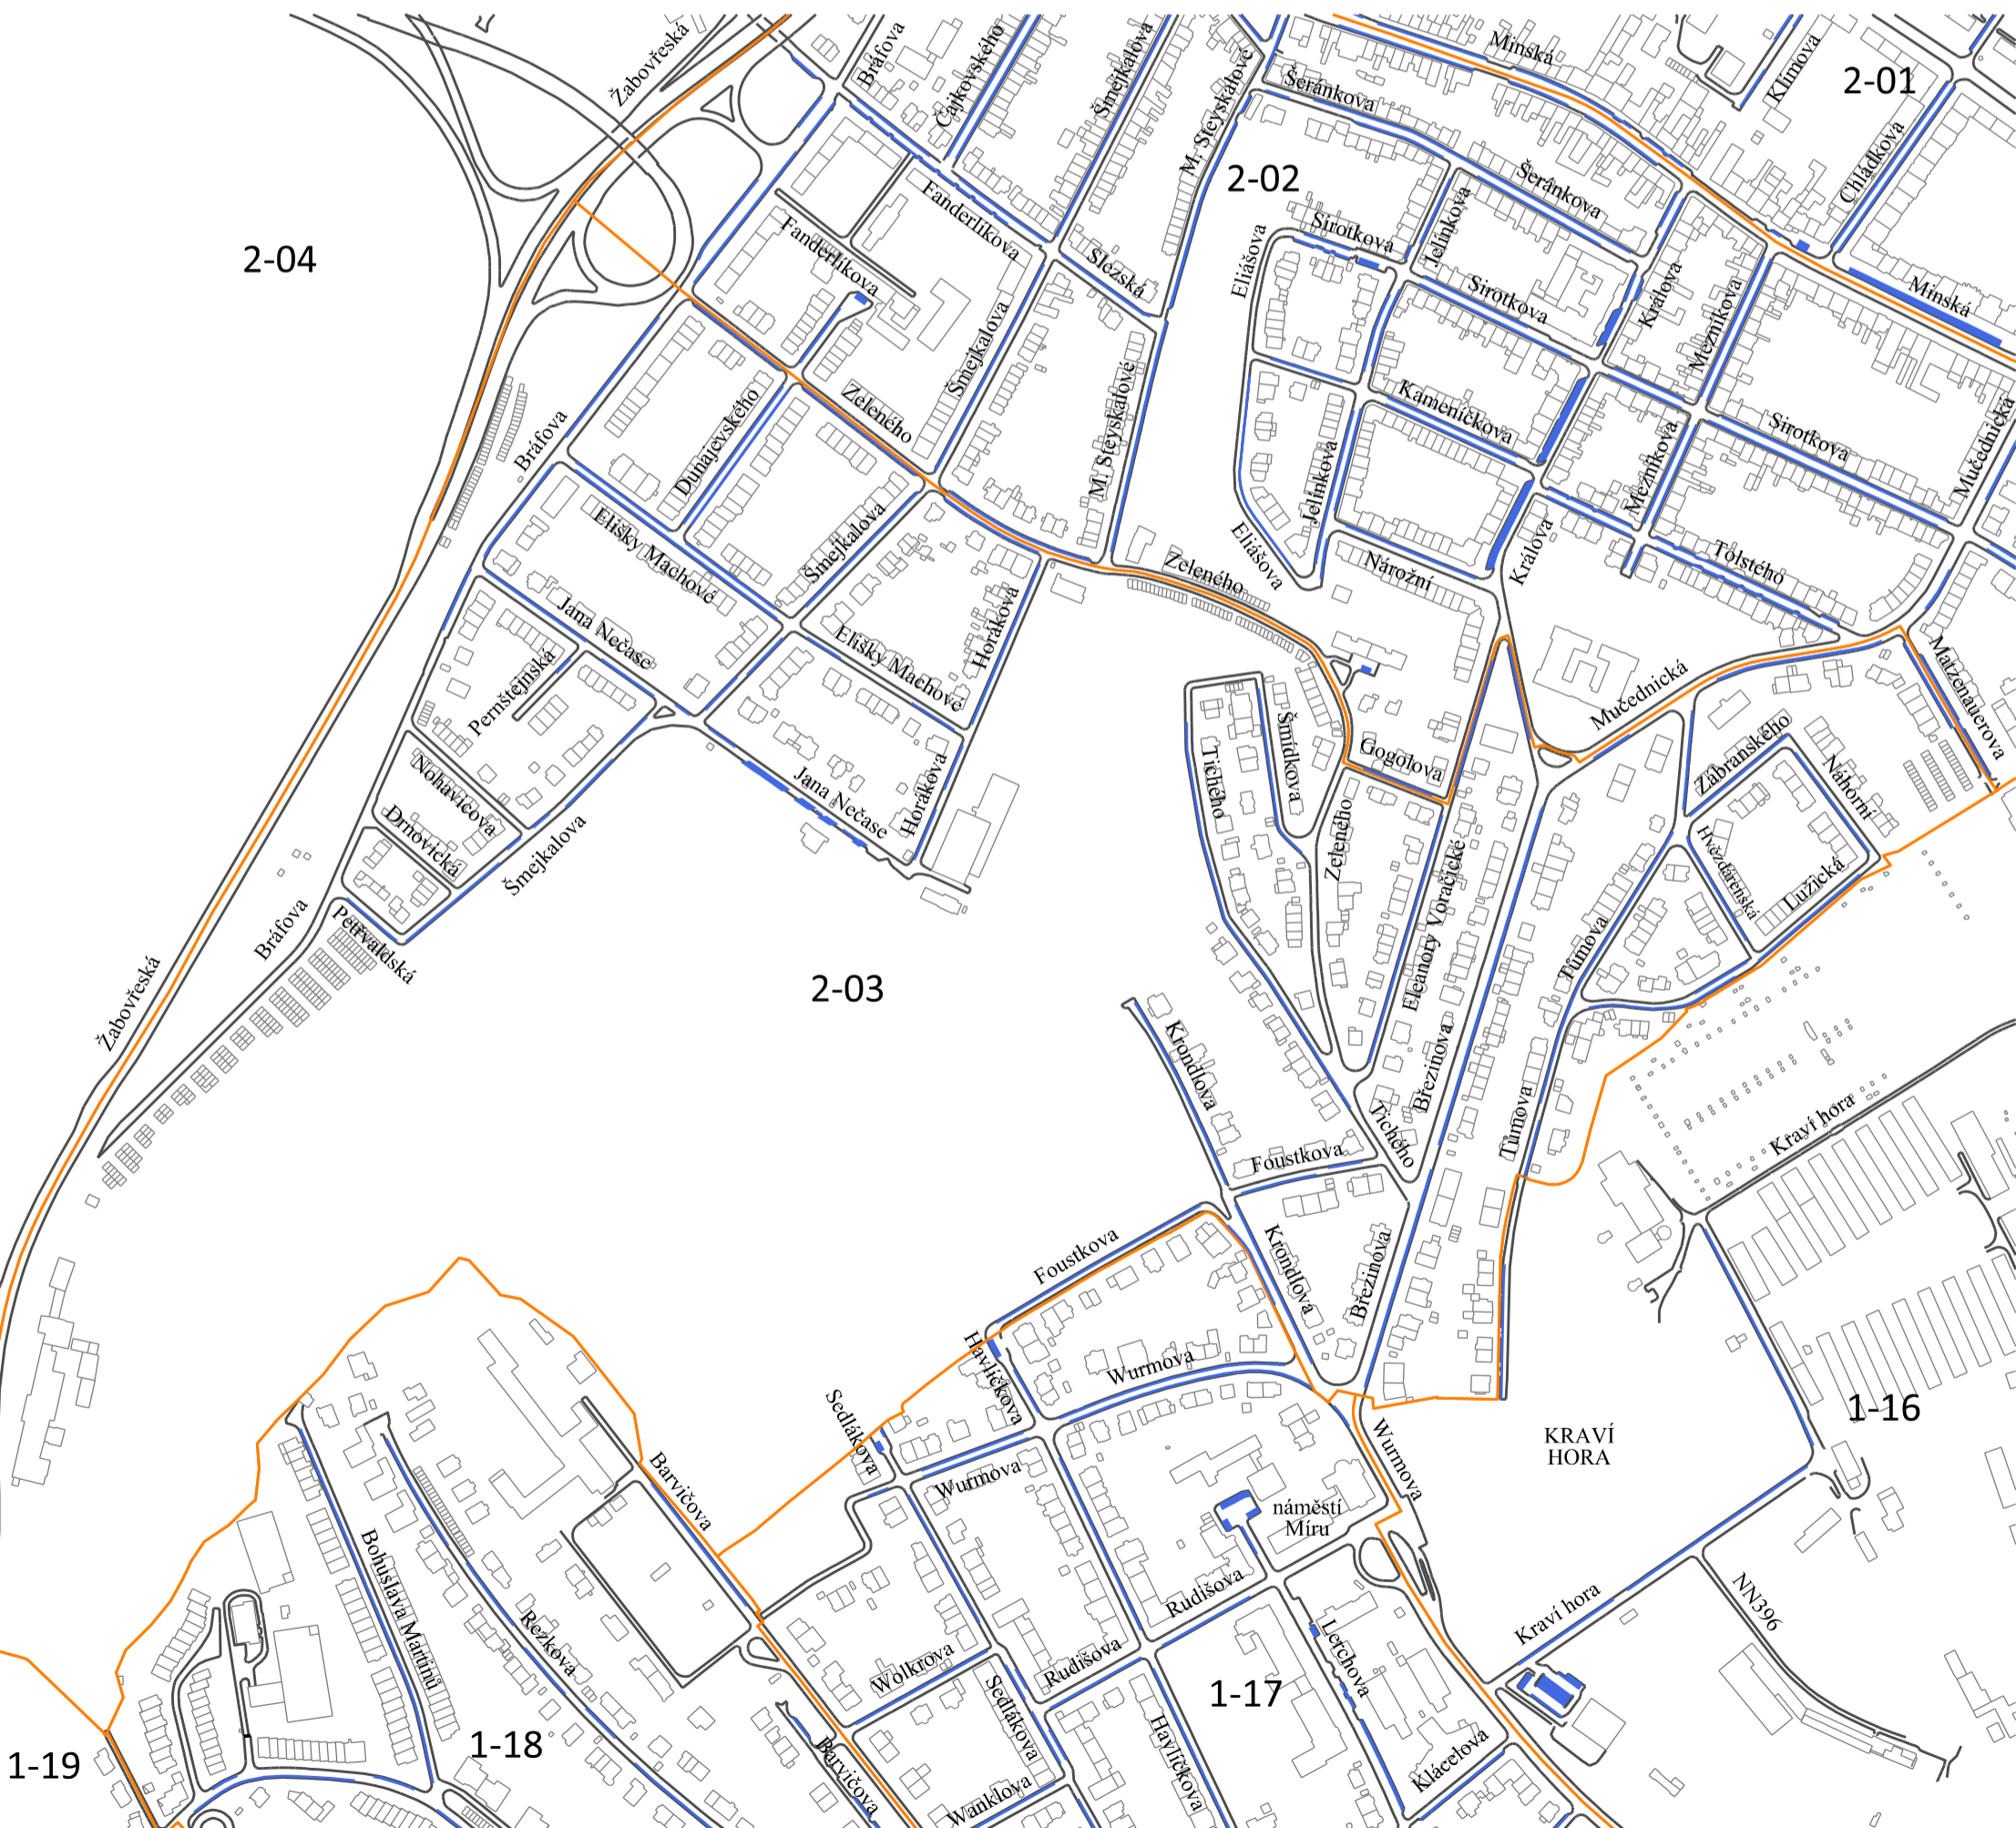 Žabovřeská
Bráfova
Čajkovského
Šmejkalova
M. Steyskalové
Šeránkova
Minská
Klímova
2-01
Chládkova
2-02
Šeránkova
Fanderlíkova
Sirotkova
Jelínkova
Eliášova
2-04
Fanderlíkova
Slezská
Sirotkova
Králova
Mezníkova
Minská
Šmejkalova
Zeleného
M. Steyskalové
Kameníčkova
Sirotkova
Mučednická
Bráfova
Dunajevského
Jelínkova
Mezníkova
Elišky Machové
Šmejkalova
Eliášova
Zeleného
Nárožní
Králova
Tolstého
Jana Nečase
Horákova
Elišky Machové
Pernštejnská
Mučednická
Matzenauerova
Šmídkova
Tichého
Gogolova
Zábranského
Náhorní
Nohavicova
Drnovická
Jana Nečase
Horákova
Zeleného
Šmejkalova
Eleanory Voračické
Hvězdárenská
Lužická
Petřvaldská
Bráfova
Žabovřeská
2-03
Tůmova
Krondlova
Březinova
Tichého
Tůmova
Kraví hora
Foustkova
Foustkova
Krondlova
Březinova
Havlíčkova
Wurmova
Sedlákova
Wurmova
Wurmova
KRAVÍ
HORA
1-16
Barvičova
náměstí
Míru
Bohuslava Martinů
Rezkova
Rudišova
Kraví hora
NN396
Wolkrova
Rudišova
Lerchova
1-17
Sedlákova
Havlíčkova
1-18
1-19
Barvičova
Wanklova
Klácelova